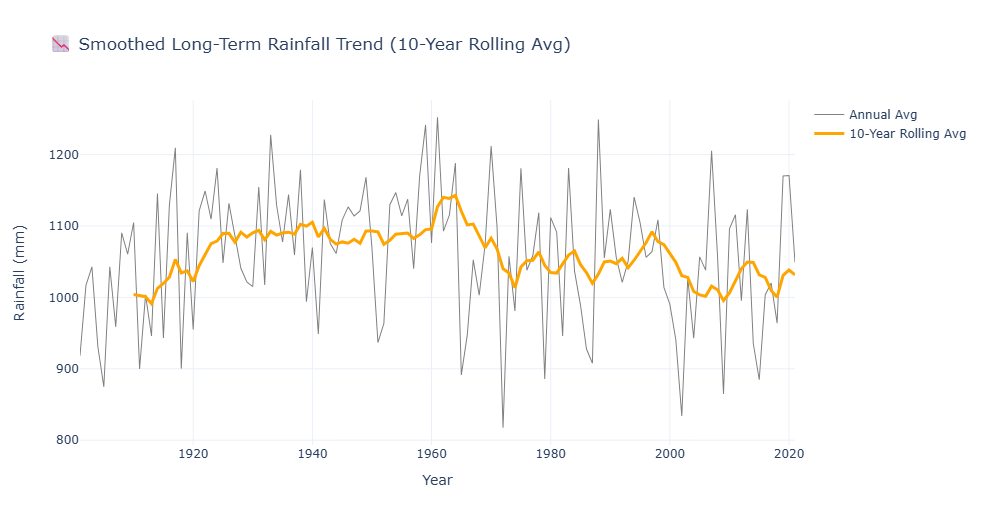 📉 Smoothed Long-Term Rainfall Trend (10-Year Rolling Avg)
Annual Avg
10-Year Rolling Avg
1200
1100
1000
900
800
Rainfall (mm)
1920 1940 1960 1980 2000 2020
Year